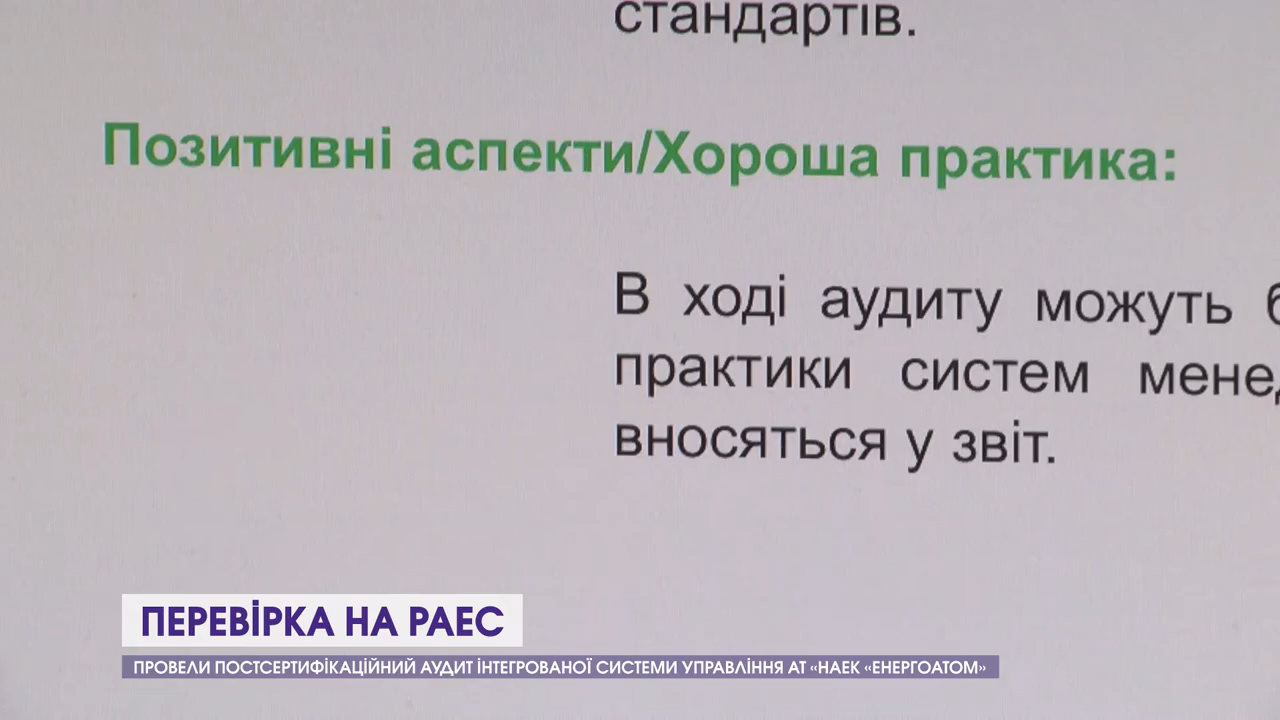 стандартів.
Позитивні аспекти/Хороша практика:
В ході аудиту можуть
практики систем
вносяться у звіт.
ПЕРЕВІРКА НА РАЕС
ПРОВЕЛИ ПОСТСЕРТИФІКАЦІЙНИЙ АУДИТ ІНТЕГРОВАНОЇ СИСТЕМИ УПРАВЛІННЯ АТ «НАЕК «ЕНЕРГОАТОМ»